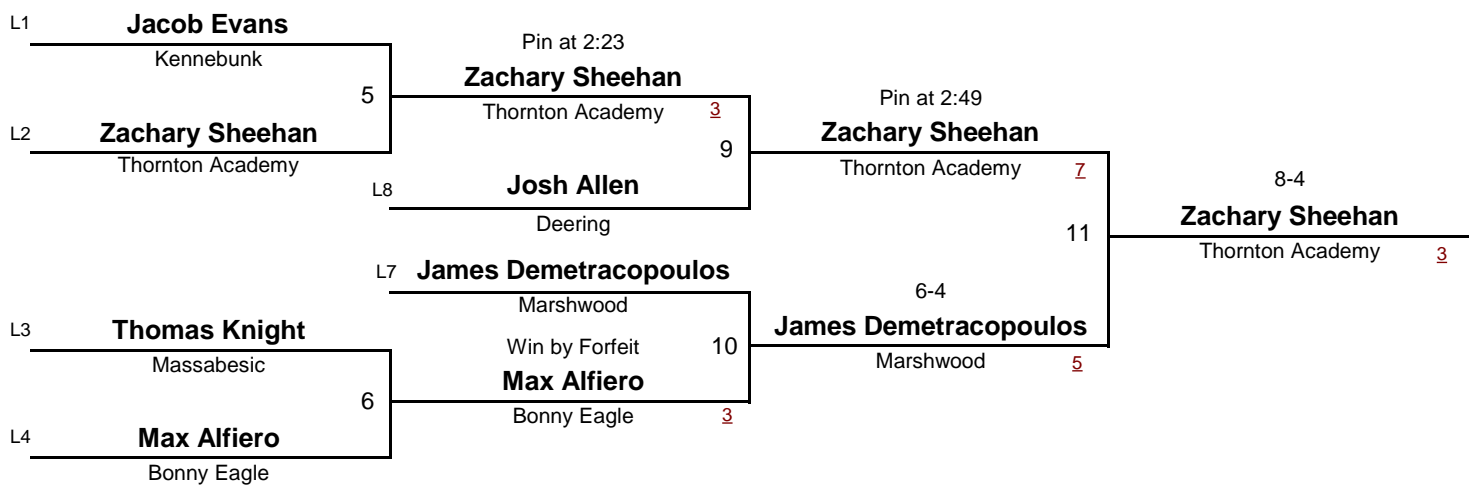 L1 Jacob Evans
Kennebunk
Pin at 2:23
5 Zachary Sheehan
Thornton Academy 3
Pin at 2:49
L2 Zachary Sheehan
Thornton Academy
9 Zachary Sheehan
Thornton Academy 7
L8 Josh Allen
Deering
8-4
11 Zachary Sheehan
Thornton Academy 3
L7 James Demetracopoulos
Marshwood
6-4
L3 Thomas Knight
Massabesic
Win by Forfeit 10 James Demetracopoulos
Marshwood 5
6 Max Alfiero
Bonny Eagle 3
L4 Max Alfiero
Bonny Eagle